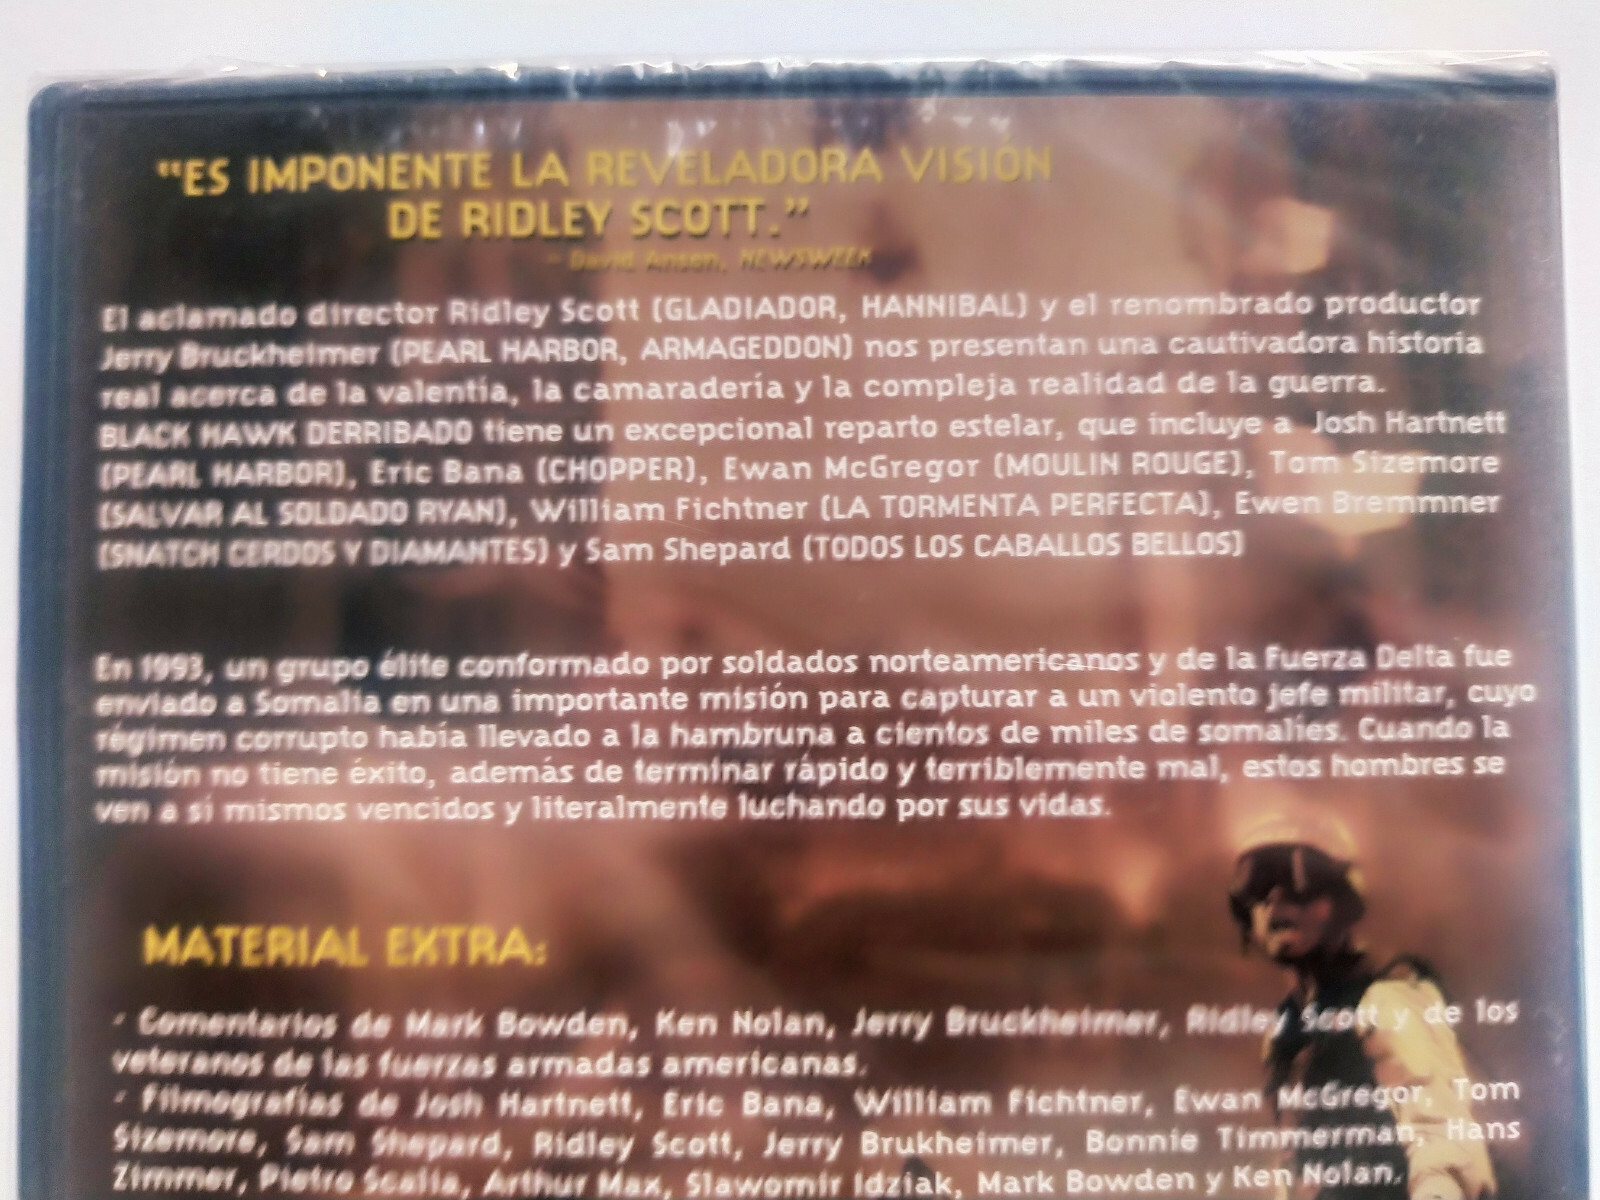 "ES IMPONENTE LA REVELADORA VISIÓN
DE RIDLEY SCOTT."
- David Ansen, NEWSWEEK
El aclamado director Ridley Scott (GLADIADOR, HANNIBAL) y el renombrado productor
Jerry Bruckheimer (PEARL HARBOR, ARMAGEDDON) nos presentan una cautivadora historia
real acerca de la valentía, la camaradería y la compleja realidad de la guerra.
BLACK HAWK DERRIBADO tiene un excepcional reparto estelar, que incluye a Josh Hartnett
(PEARL HARBOR), Eric Bana (CHOPPER), Ewan McGregor (MOULIN ROUGE), Tom Sizemore
(SALVAR AL SOLDADO RYAN), William Fichtner (LA TORMENTA PERFECTA), Ewen Bremmner
(SNATCH CERDOS Y DIAMANTES) y Sam Shepard (TODOS LOS CABALLOS BELLOS)
En 1993, un grupo élite conformado por soldados norteamericanos y de la Fuerza Delta fue
enviado a Somalia en una importante misión para capturar a un violento jefe militar, cuyo
régimen corrupto había llevado a la hambruna a cientos de miles de somalíes. Cuando la
misión no tiene éxito, además de terminar rápido y terriblemente mal, estos hombres se
ven a sí mismos vencidos y literalmente luchando por sus vidas.
MATERIAL EXTRA:
- Comentarios de Mark Bowden, Ken Nolan, Jerry Bruckheimer, Ridley Scott y de los
veteranos de las fuerzas armadas americanas.
- Filmografías de Josh Hartnett, Eric Bana, William Fichtner, Ewan McGregor, Tom
Sizemore, Sam Shepard, Ridley Scott, Jerry Brukheimer, Bonnie Timmerman, Hans
Zimmer, Pietro Scalia, Arthur Max, Slawomir Idziak, Mark Bowden y Ken Nolan.